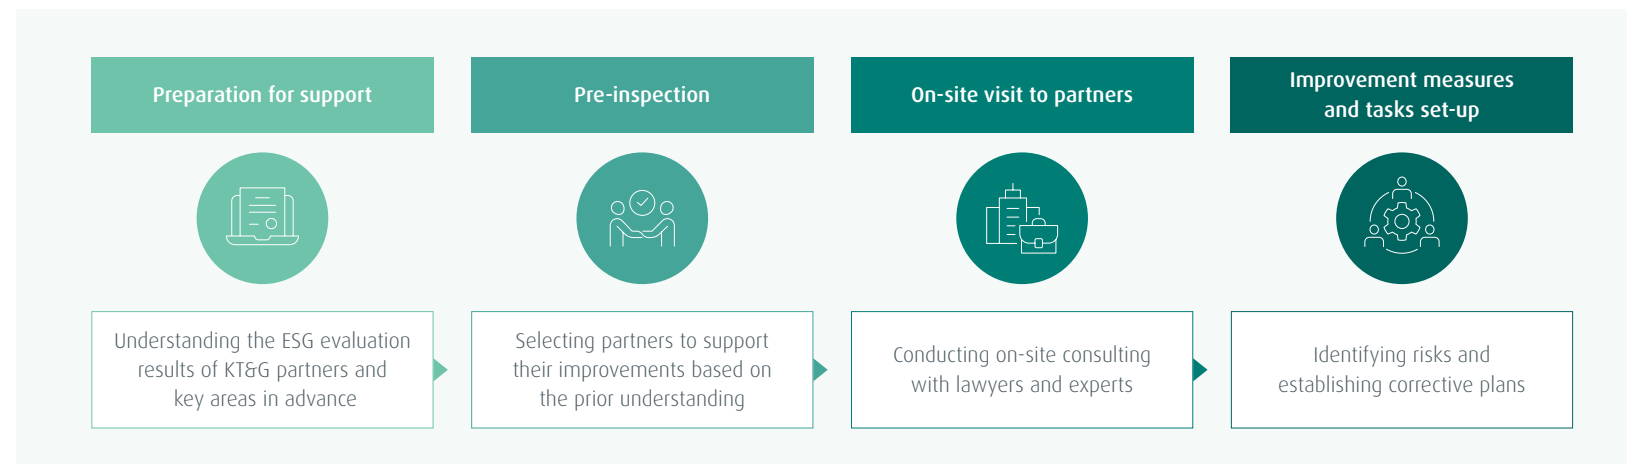 Preparation for support
Pre-inspection
On-site visit to partners
Improvement measures
and tasks set-up
Understanding the ESG evaluation
results of KT&G partners and
key areas in advance
Selecting partners to support
their improvements based on
the prior understanding
Conducting on-site consulting
with lawyers and experts
Identifying risks and
establishing corrective plans